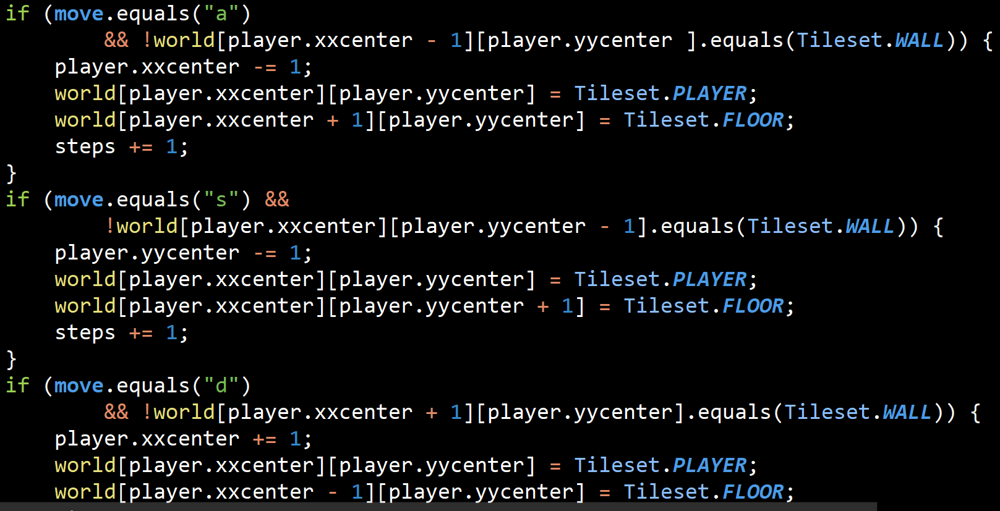 if (move.equals("a")
        && !world[player.xxcenter - 1][player.yycenter ].equals(Tileset.WALL)) {
    player.xxcenter -= 1;
    world[player.xxcenter][player.yycenter] = Tileset.PLAYER;
    world[player.xxcenter + 1][player.yycenter] = Tileset.FLOOR;
    steps += 1;
}
if (move.equals("s") &&
        !world[player.xxcenter][player.yycenter - 1].equals(Tileset.WALL)) {
    player.yycenter -= 1;
    world[player.xxcenter][player.yycenter] = Tileset.PLAYER;
    world[player.xxcenter][player.yycenter + 1] = Tileset.FLOOR;
    steps += 1;
}
if (move.equals("d")
        && !world[player.xxcenter + 1][player.yycenter].equals(Tileset.WALL)) {
    player.xxcenter += 1;
    world[player.xxcenter][player.yycenter] = Tileset.PLAYER;
    world[player.xxcenter - 1][player.yycenter] = Tileset.FLOOR;